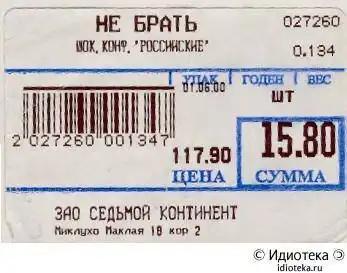 НЕ БРАТЬ
027260
ШОК.КОНФ."РОССИЙСКИЕ"
0.134
УПАК ГОДЕН ВЕС
01.06.00
ШТ
2 027260 001347
117.90
15.80
ЦЕНА
СУММА
ЗАО СЕДЬМОЙ КОНТИНЕНТ
Миклухо Маклая 18 кор 2
© Идиотека
idioteka.ru